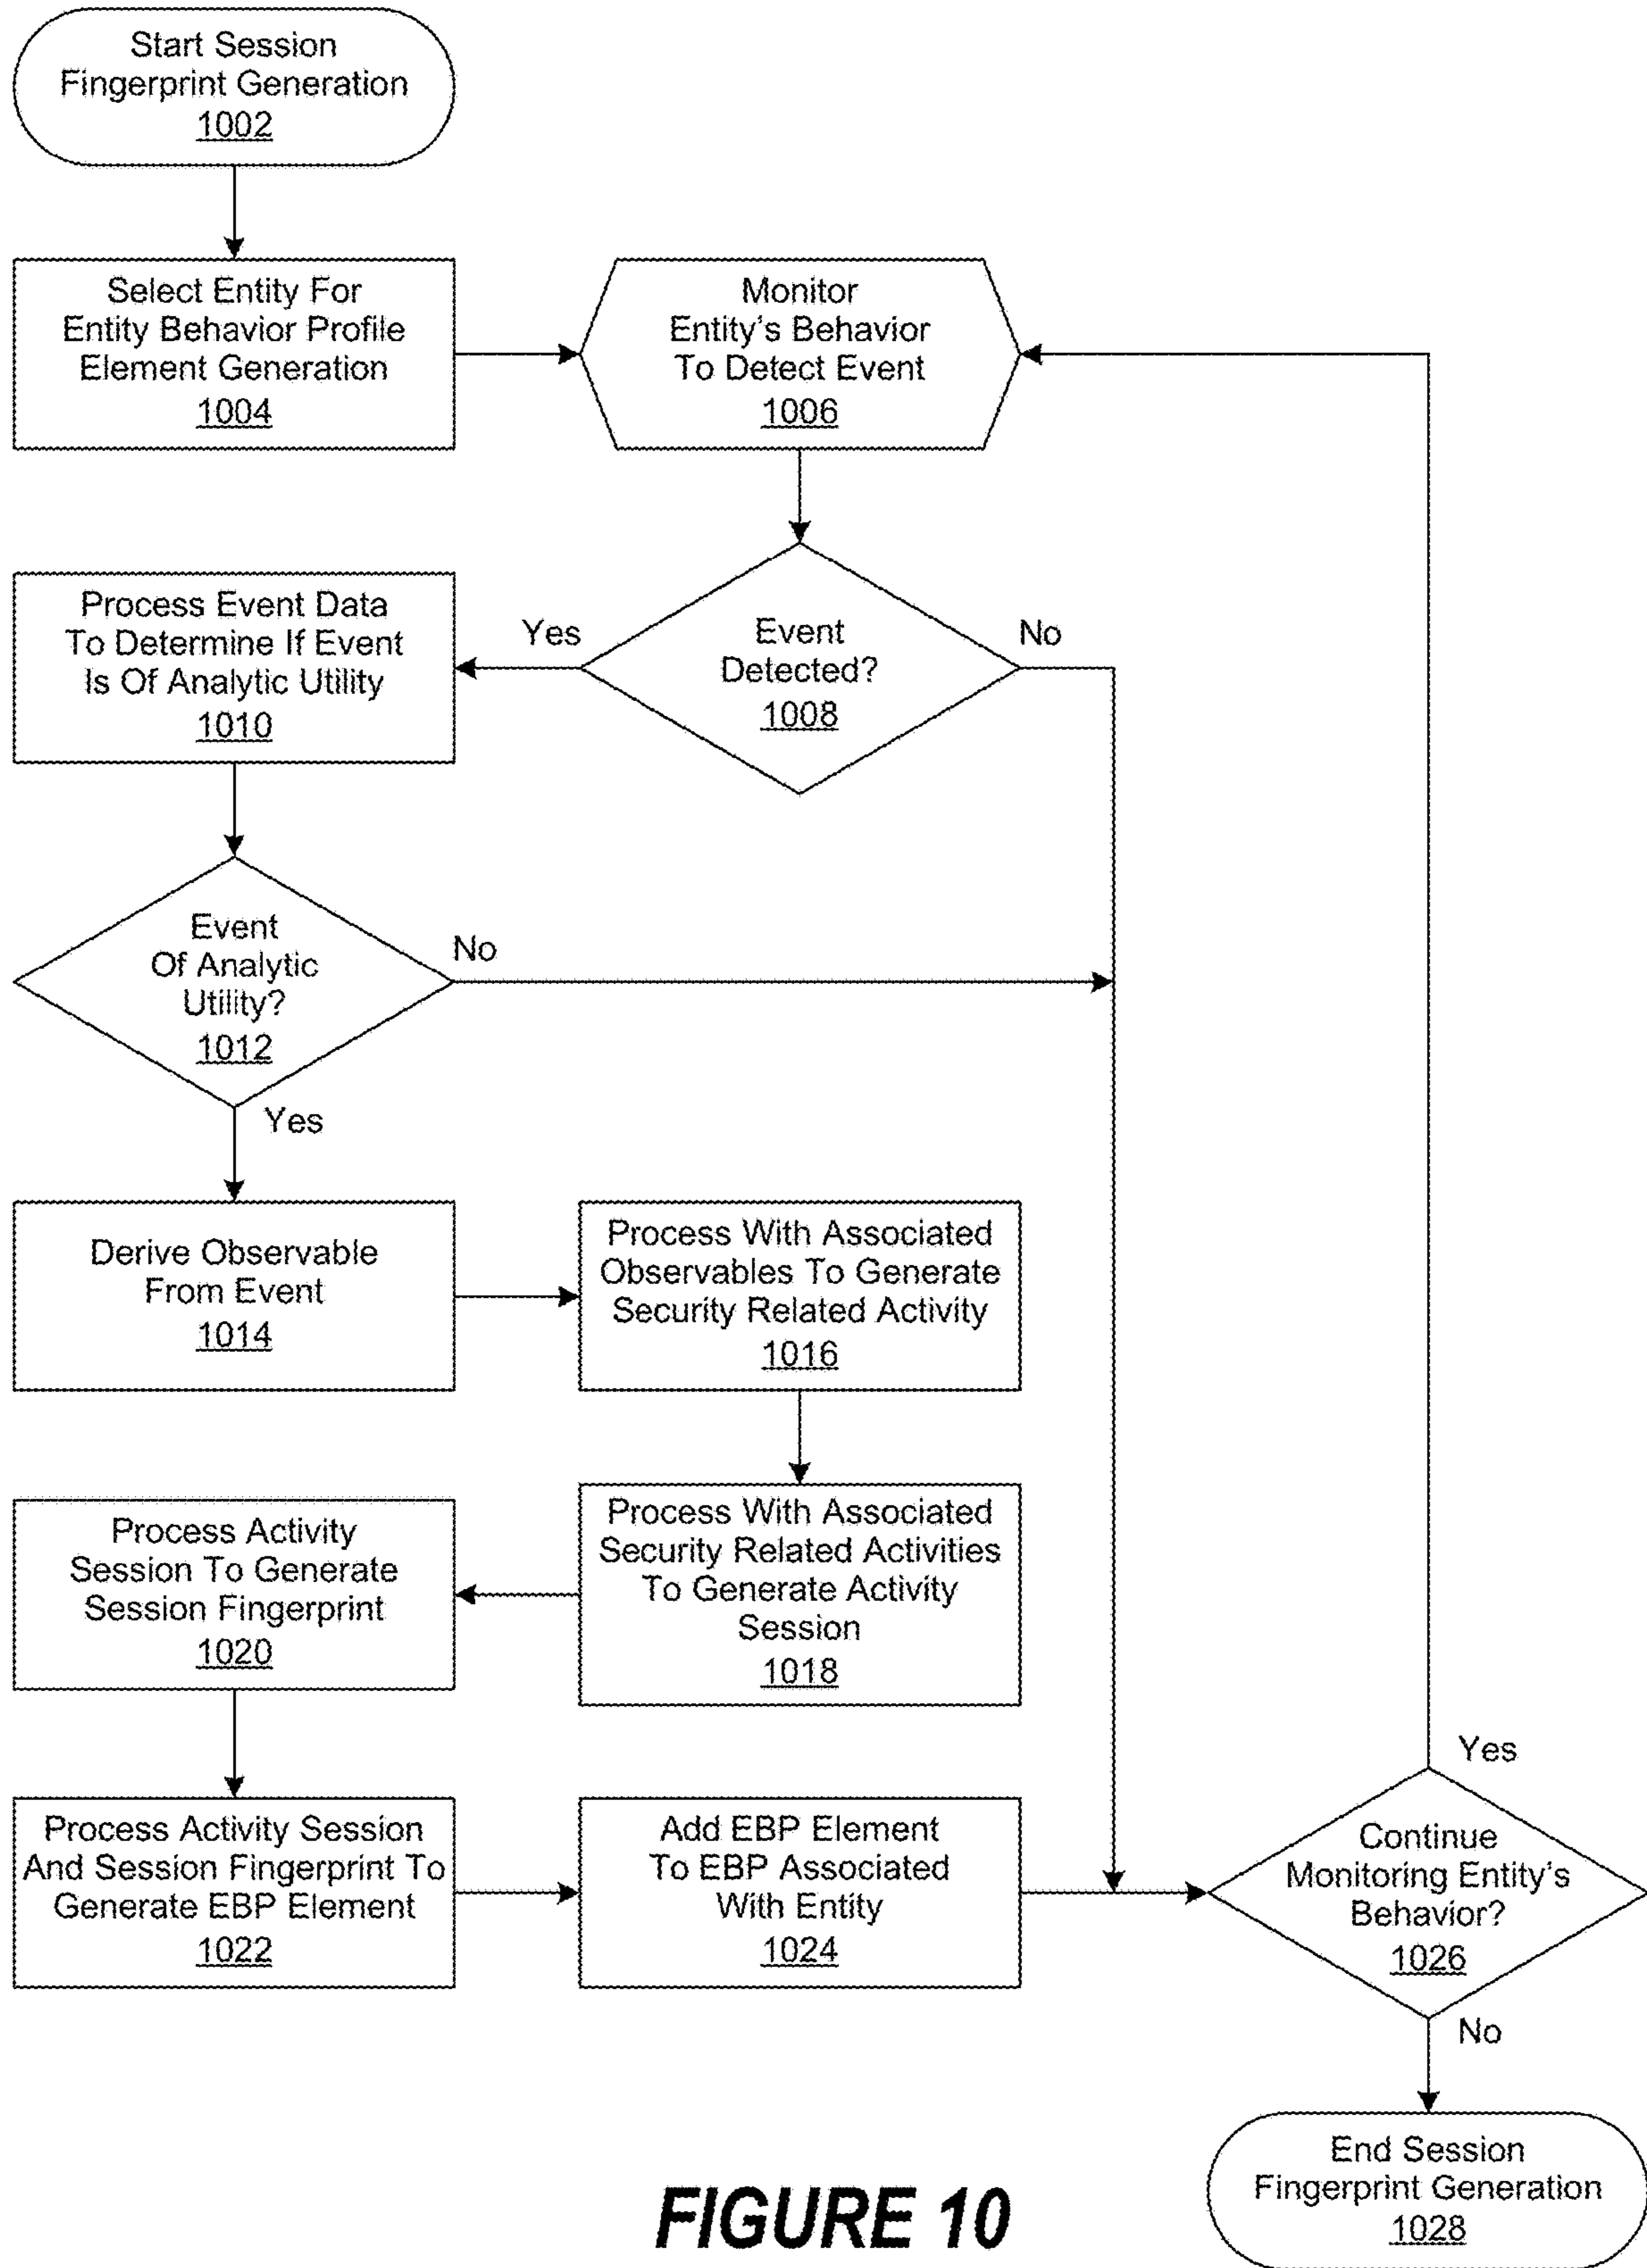 Start Session
Fingerprint Generation
1002
Select Entity For
Entity Behavior Profile
Element Generation
1004
Monitor
Entity's Behavior
To Detect Event
1006
Process Event Data
To Determine If Event
Is Of Analytic Utility
1010
Yes
Event
Detected?
1008
No
Event
Of Analytic
Utility?
1012
No
Yes
Derive Observable
From Event
1014
Process With Associated
Observables To Generate
Security Related Activity
1016
Process Activity
Session To Generate
Session Fingerprint
1020
Process With Associated
Security Related Activities
To Generate Activity
Session
1018
Process Activity Session
And Session Fingerprint To
Generate EBP Element
1022
Add EBP Element
To EBP Associated
With Entity
1024
Yes
Continue
Monitoring Entity's
Behavior?
1026
No
End Session
Fingerprint Generation
1028
FIGURE 10